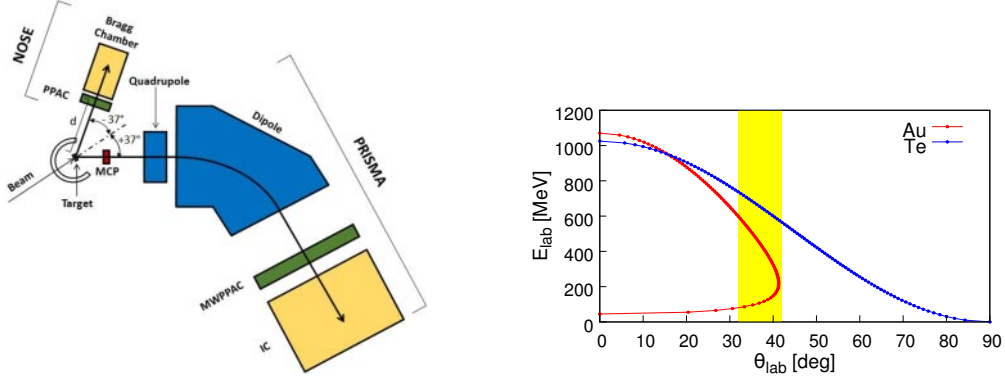 NOSE
Bragg
Chamber
PPAC
d
- 37°
+37°
Quadrupole
Dipole
PRISMA
MCP
Beam
Target
MWPPAC
IC
1200
1000
800
600
400
200
0
0 10 20 30 40 50 60 70 80 90
E_lab [MeV]
θ_lab [deg]
Au
Te